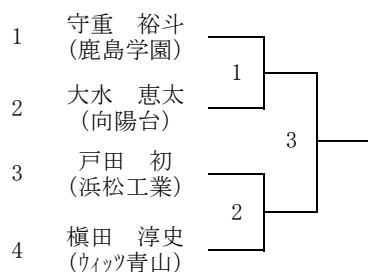 1 守重 裕斗
(鹿島学園)
1
2 大水 恵太
(向陽台)
3
3 戸田 初
(浜松工業)
2
4 槇田 淳史
(ウィッツ青山)